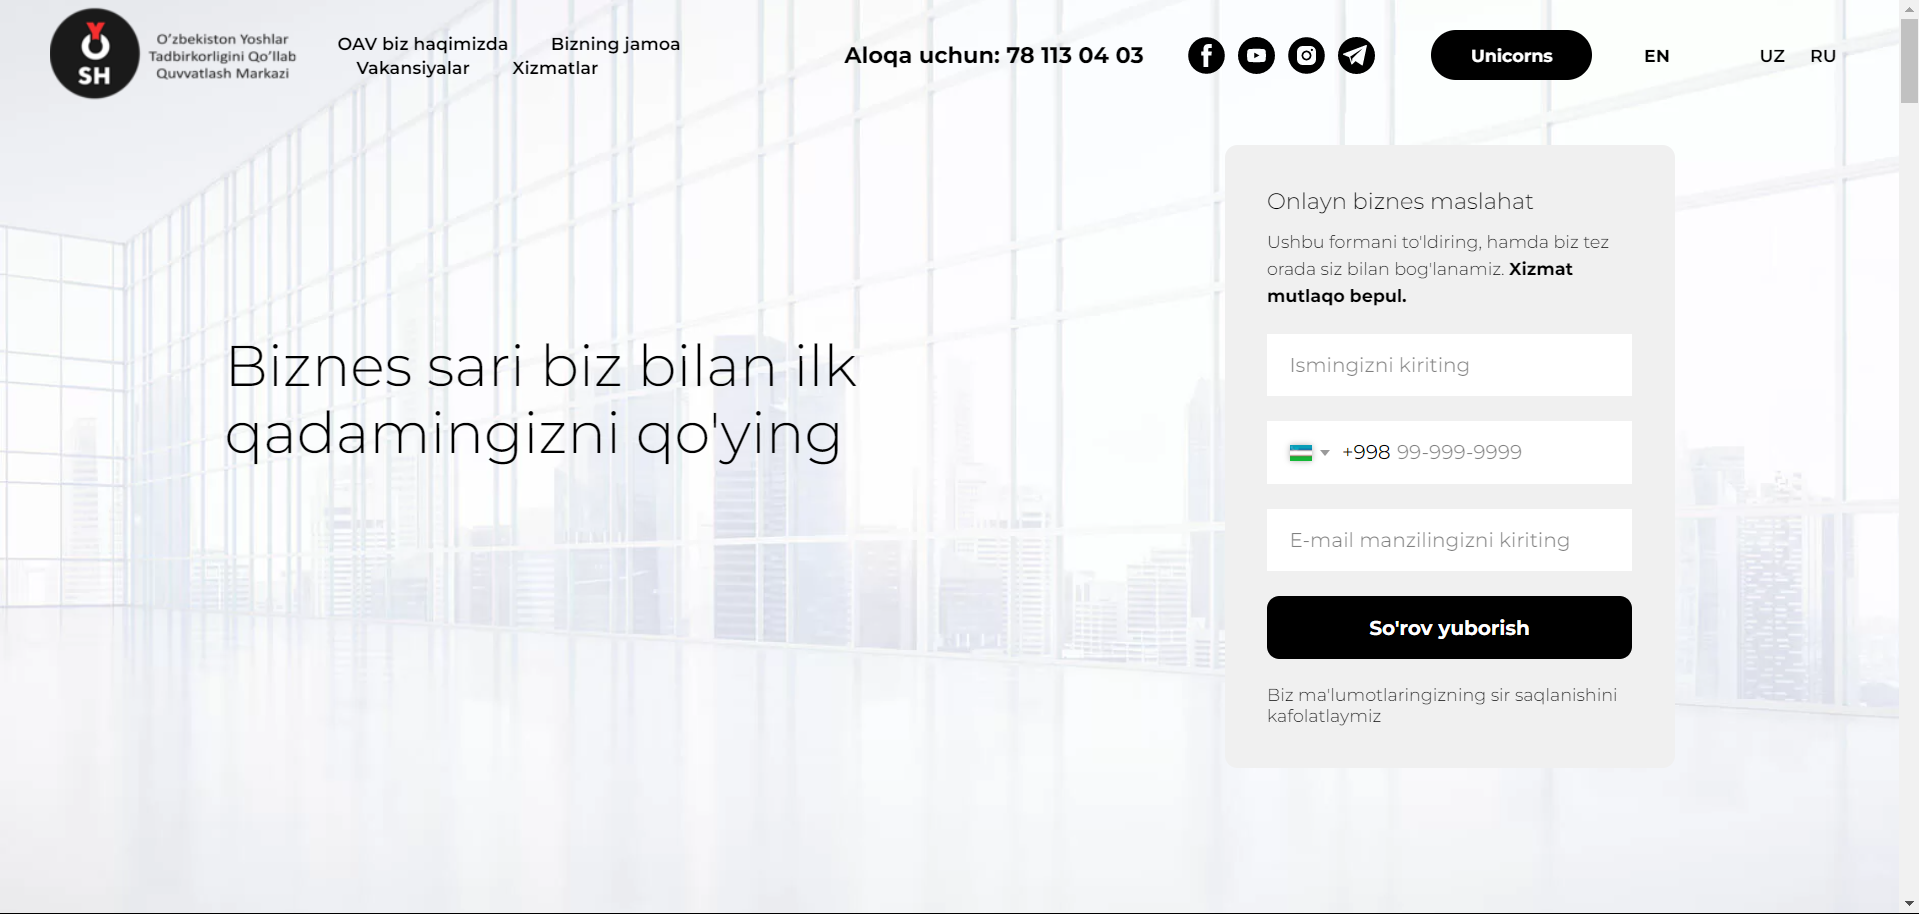 YO
SH
O'zbekiston Yoshlar
Tadbirkorligini Qo'llab
Quvvatlash Markazi
OAV biz haqimizda
Bizning jamoa
Vakansiyalar
Xizmatlar
Aloqa uchun: 78 113 04 03
Unicorns
EN
UZ
RU
Biznes sari biz bilan ilk
qadamingizni qo'ying
Onlayn biznes maslahat
Ushbu formani to'ldiring, hamda biz tez
orada siz bilan bog'lanamiz. Xizmat
mutlaqo bepul.
Ismingizni kiriting
+998 99-999-9999
E-mail manzilingizni kiriting
So'rov yuborish
Biz ma'lumotlaringizning sir saqlanishini
kafolatlaymiz